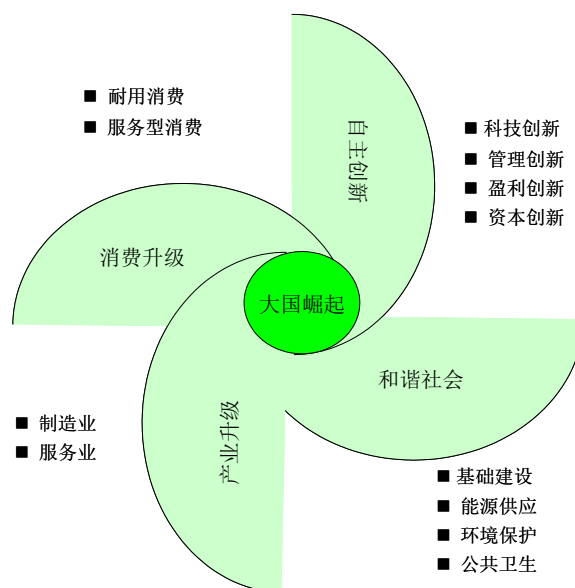 ■ 耐用消费
■ 服务型消费
自主创新
■ 科技创新
■ 管理创新
■ 盈利创新
■ 资本创新
消费升级
大国崛起
和谐社会
产业升级
■ 制造业
■ 服务业
■ 基础建设
■ 能源供应
■ 环境保护
■ 公共卫生